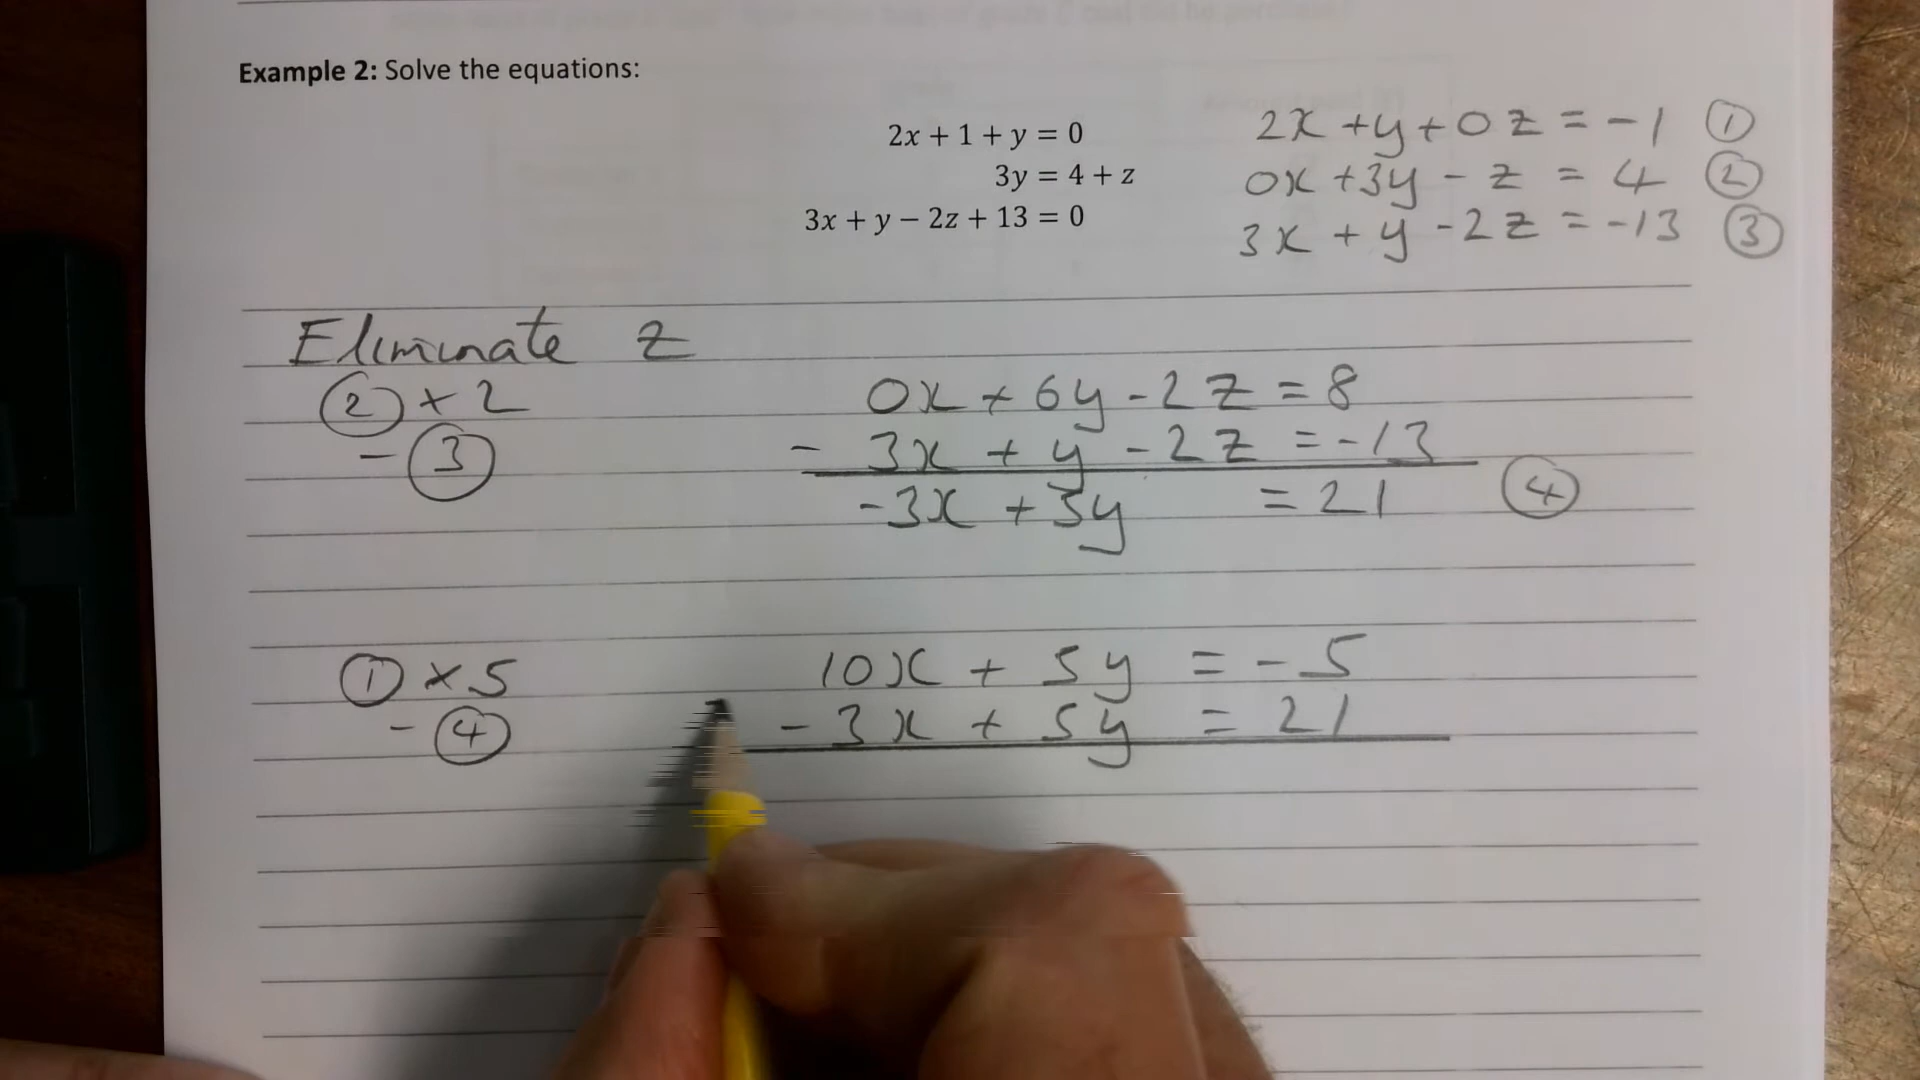 Example 2: Solve the equations:
2x + 1 + y = 0
3y = 4 + z
3x + y − 2z + 13 = 0
2x + y + 0z = -1 ①
0x + 3y - z = 4 ②
3x + y - 2z = -13 ③
Eliminate z
② × 2 0x + 6y - 2z = 8
- ③ - 3x + y - 2z = -13
-3x + 5y = 21 ④
① × 5 10x + 5y = -5
- ④ - 3x + 5y = 21